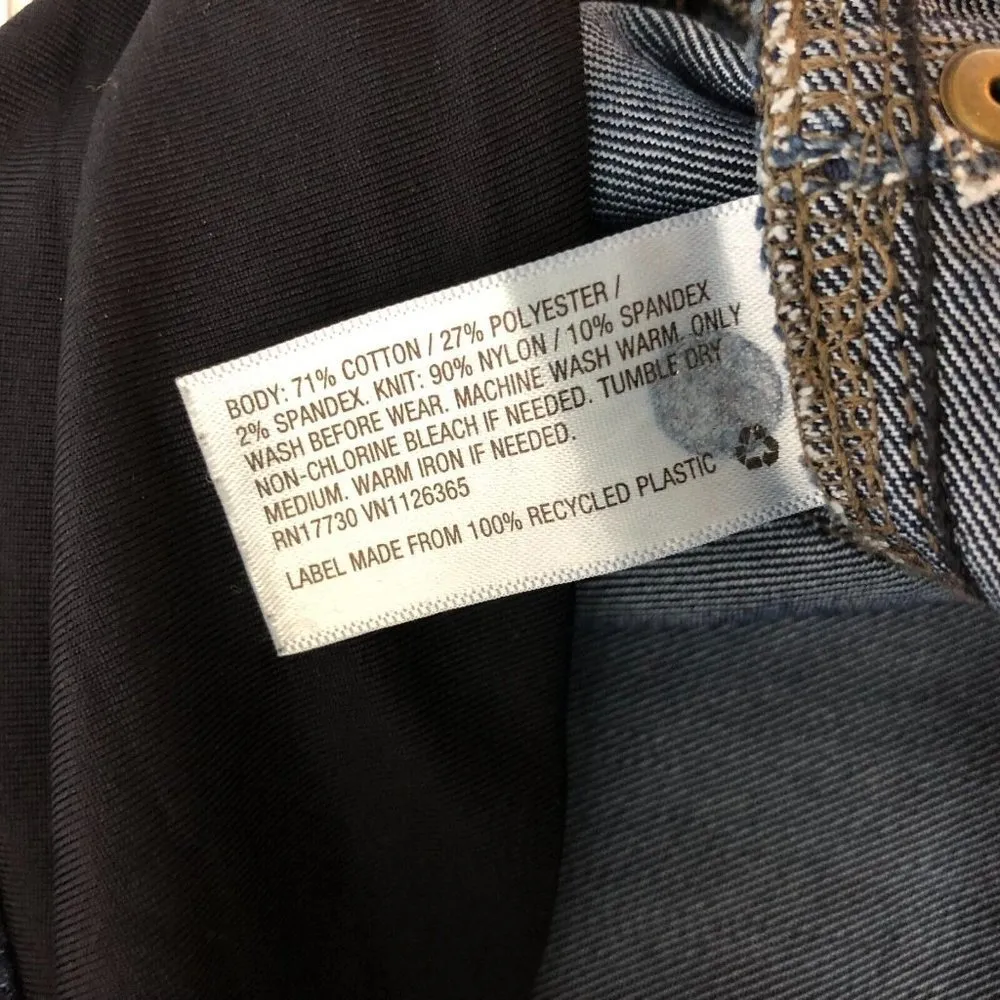 BODY: 71% COTTON / 27% POLYESTER /
2% SPANDEX. KNIT: 90% NYLON / 10% SPANDEX
WASH BEFORE WEAR. MACHINE WASH WARM. ONLY
NON-CHLORINE BLEACH IF NEEDED. TUMBLE DRY
MEDIUM. WARM IRON IF NEEDED.
RN17730 VN1126365
LABEL MADE FROM 100% RECYCLED PLASTIC